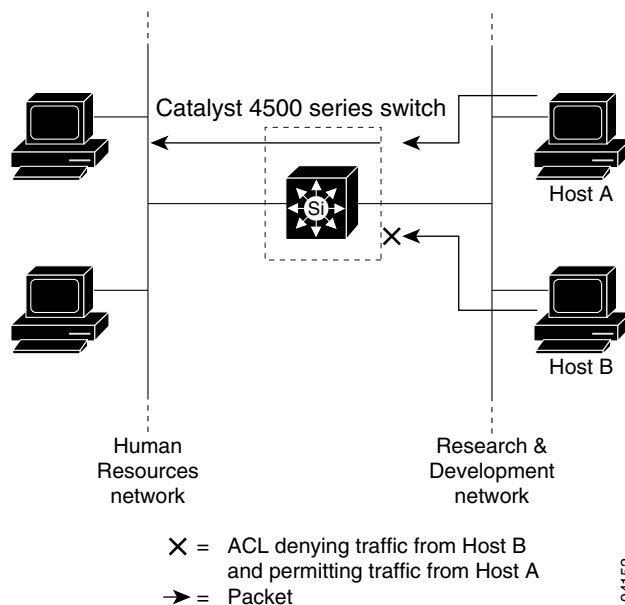 Catalyst 4500 series switch
Si
Host A
Host B
Human
Resources
network
Research &
Development
network
X = ACL denying traffic from Host B
and permitting traffic from Host A
→ = Packet